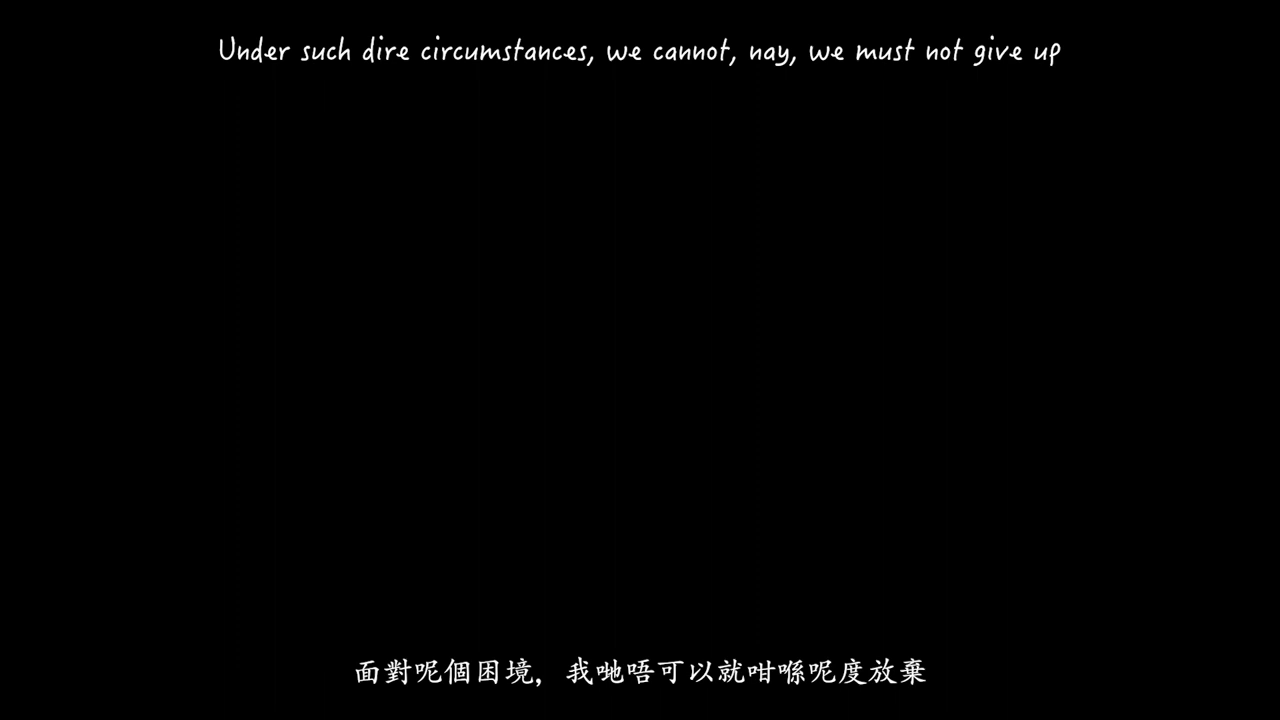 Under such dire circumstances, we cannot, nay, we must not give up
面對呢個困境，我哋唔可以就咁喺呢度放棄